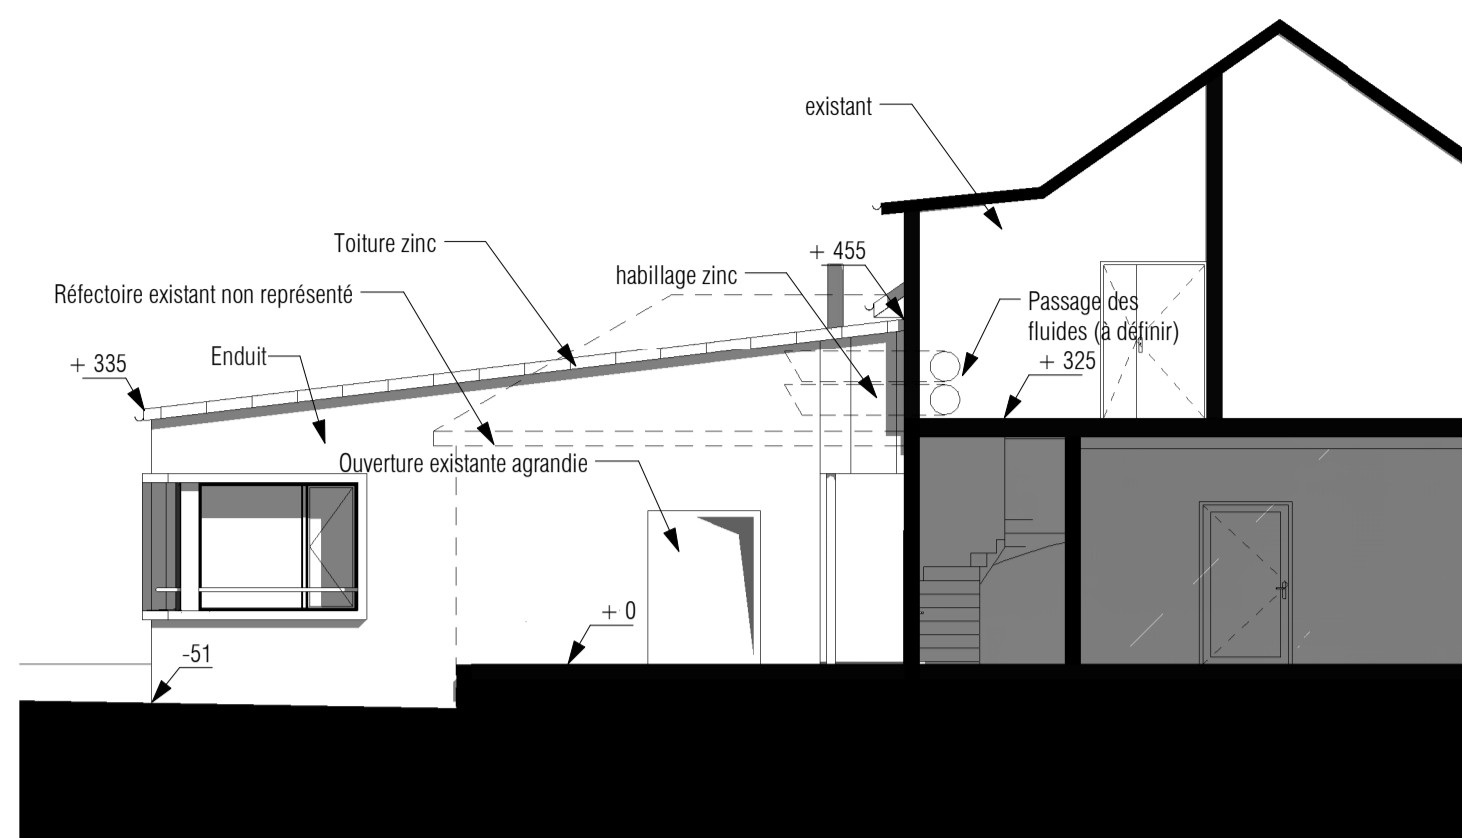 existant
Toiture zinc
+ 455
habillage zinc
Réfectoire existant non représenté
Passage des
fluides (à définir)
+ 335
Enduit
+ 325
Ouverture existante agrandie
+ 0
-51